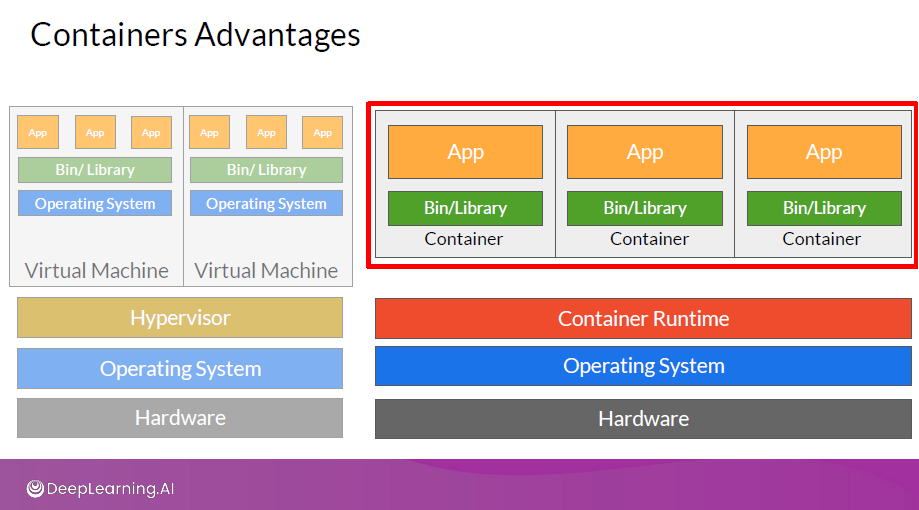 Containers Advantages
App App App App App App
Bin/ Library Bin/ Library
Operating System Operating System
Virtual Machine Virtual Machine
Hypervisor
Operating System
Hardware
App App App
Bin/Library Bin/Library Bin/Library
Container Container Container
Container Runtime
Operating System
Hardware
DeepLearning.AI